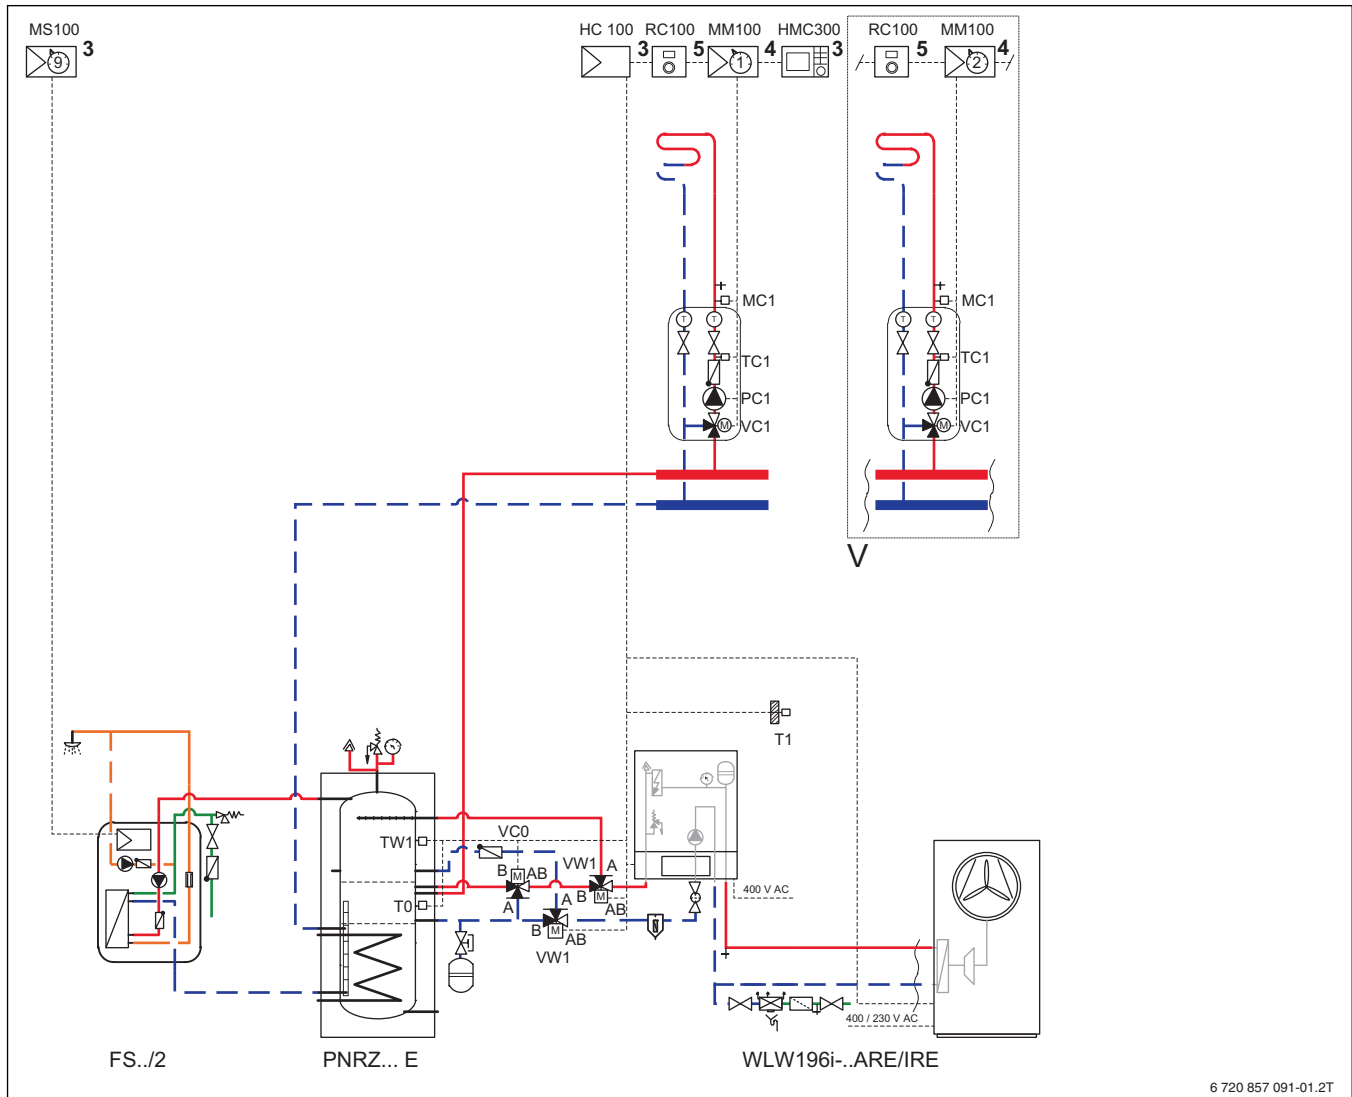 MS100
9
3
HC 100
3
RC100
5
MM100
1
4
HMC300
3
RC100
5
MM100
2
4
MC1
T
T
TC1
PC1
M
VC1
MC1
T
T
TC1
PC1
M
VC1
V
T1
TW1
T0
VC0
B
M
AB
A
VW1
A
B
M
AB
A
B
M
AB
VW1
400 V AC
400 / 230 V AC
FS../2
PNRZ... E
WLW196i-..ARE/IRE
6 720 857 091-01.2T